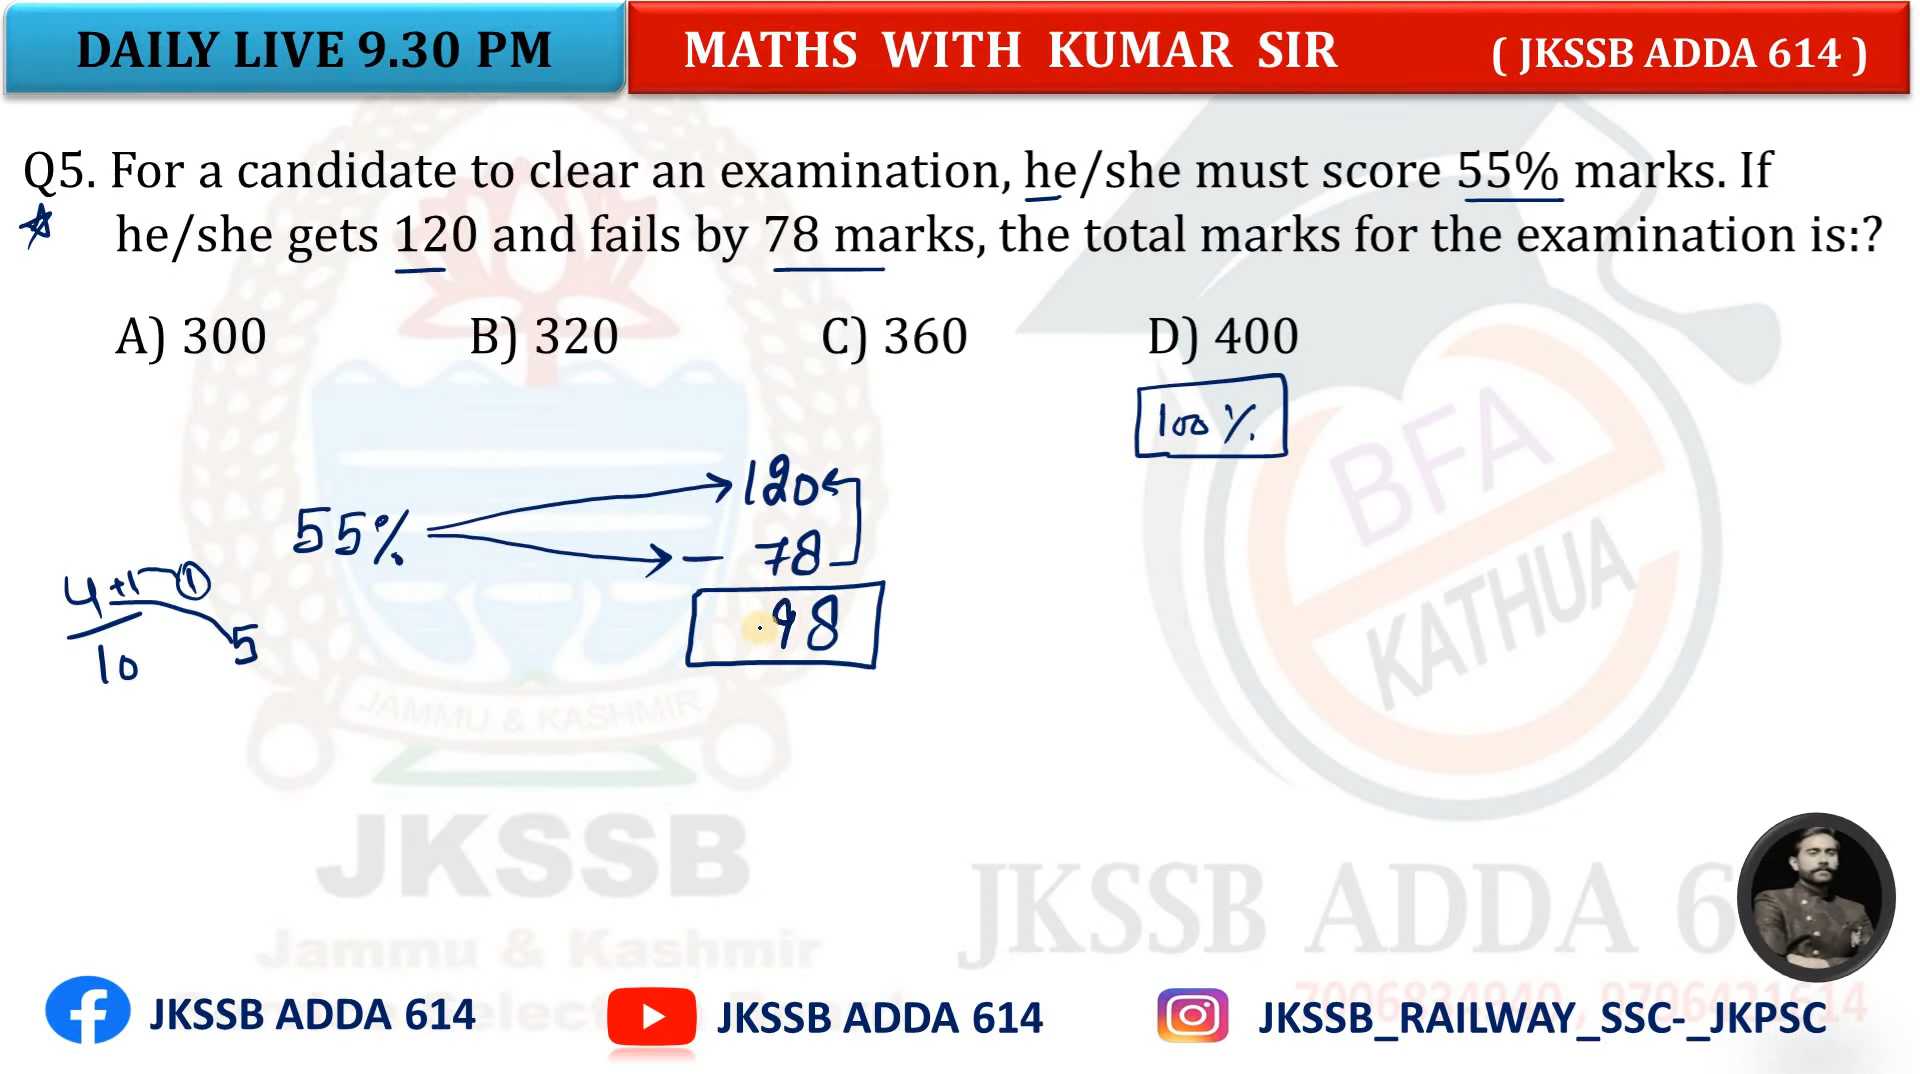 DAILY LIVE 9.30 PM
MATHS WITH KUMAR SIR ( JKSSB ADDA 614 )
Q5. For a candidate to clear an examination, he/she must score 55% marks. If
he/she gets 120 and fails by 78 marks, the total marks for the examination is:?
A) 300 B) 320 C) 360 D) 400
100%
55% 120
- 78
98
4 +1 1
10 5
BFA
KATHUA
JAMMU & KASHMIR
JKSSB
JKSSB ADDA 6
Jammu & Kashmir
JKSSB ADDA 614 JKSSB ADDA 614 JKSSB_RAILWAY_SSC-_JKPSC